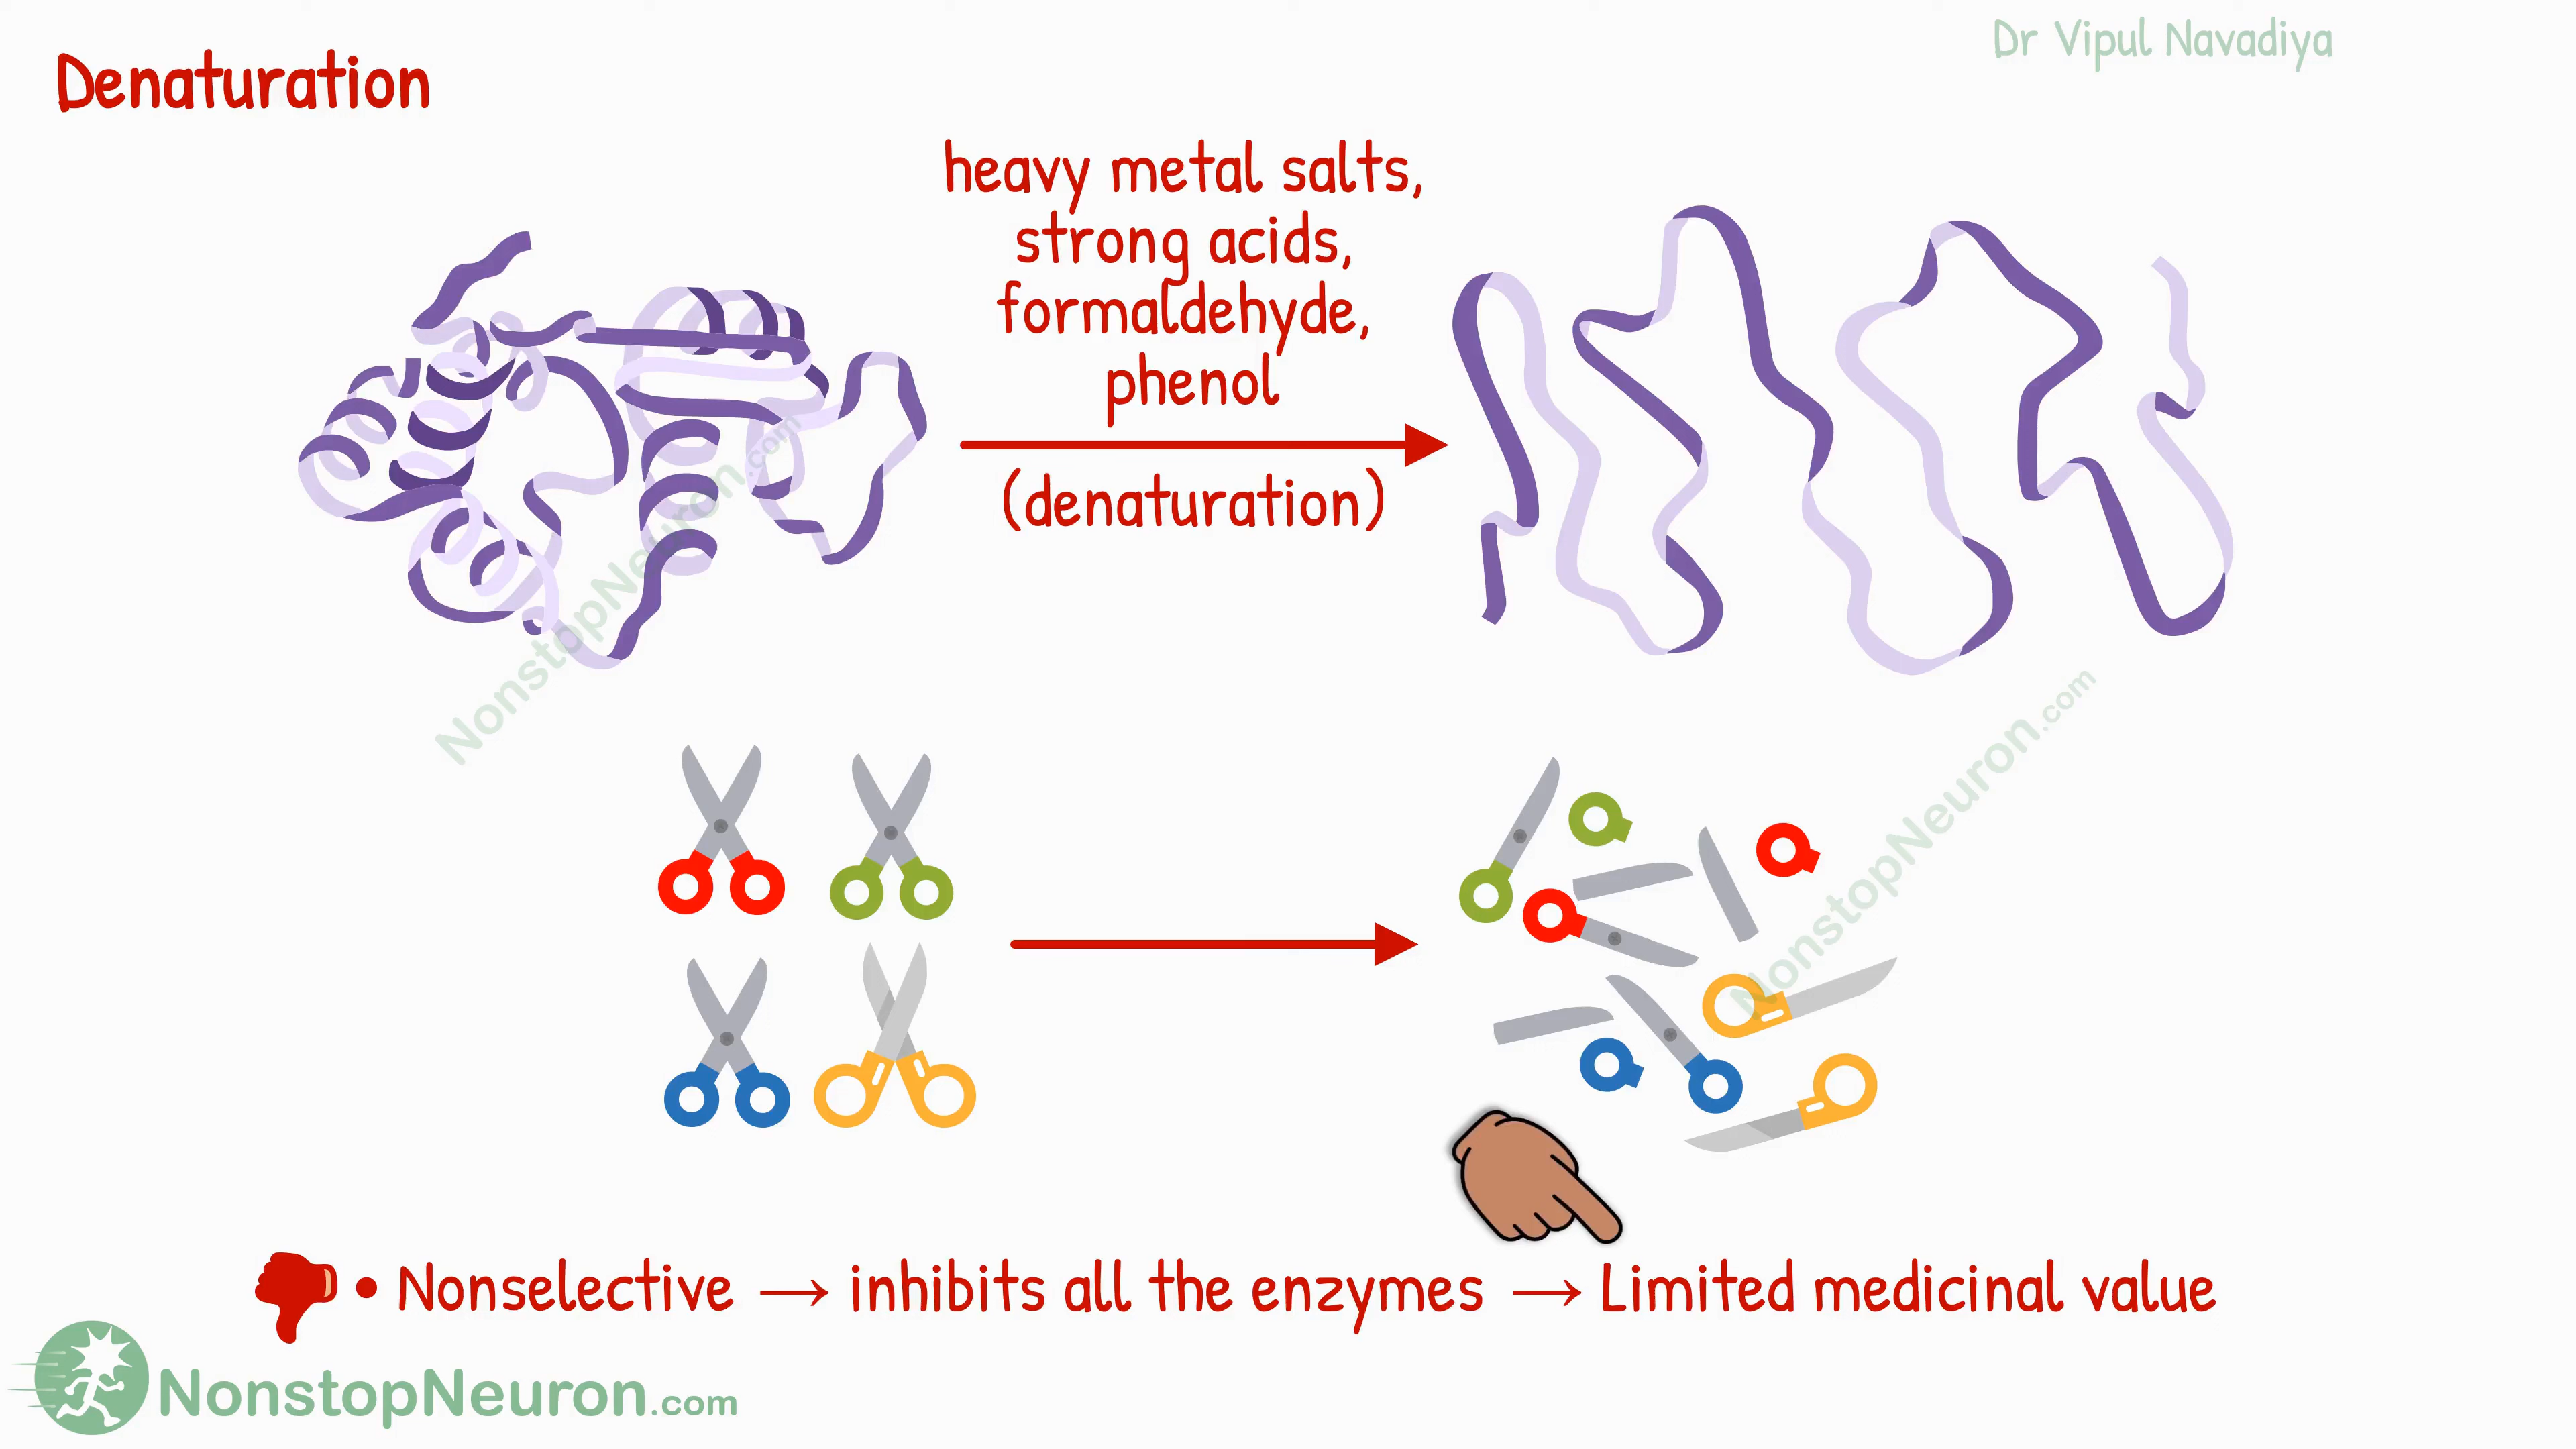 Dr Vipul Navadiya
Denaturation
heavy metal salts,
strong acids,
formaldehyde,
phenol
(denaturation)
NonstopNeuron.com
NonstopNeuron.com
• Nonselective → inhibits all the enzymes → Limited medicinal value
NonstopNeuron.com